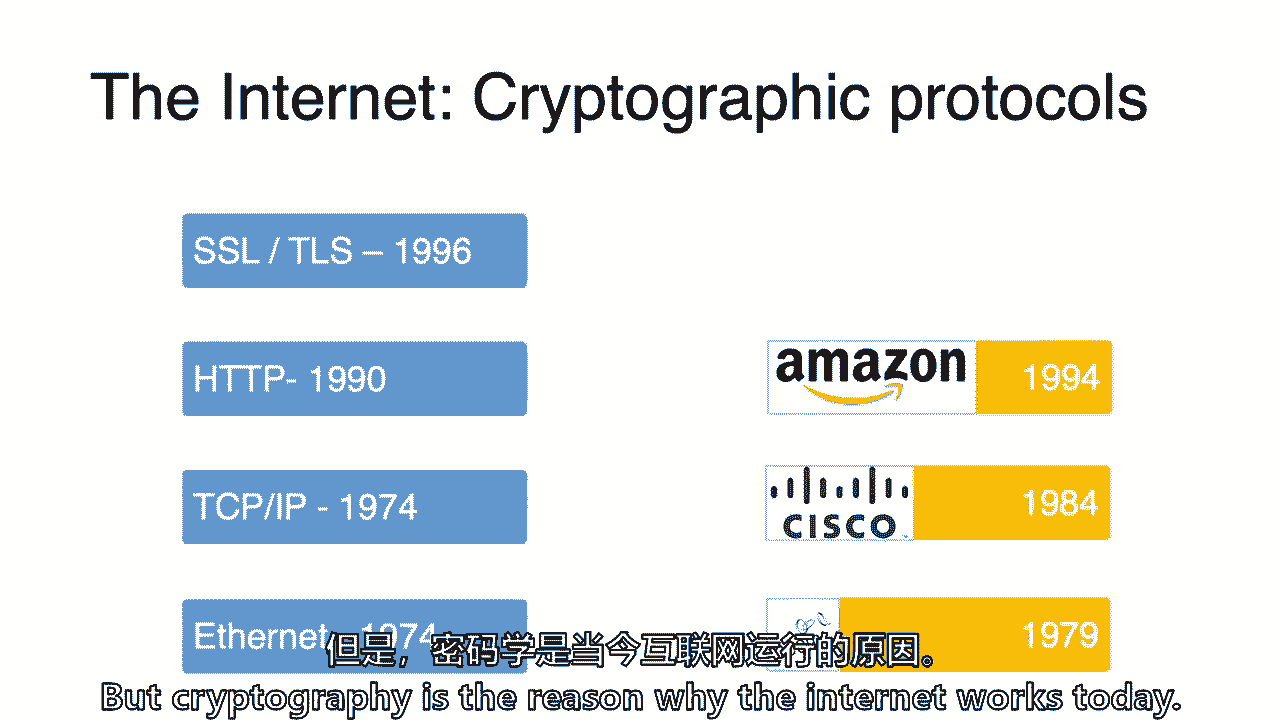 The Internet: Cryptographic protocols
SSL / TLS – 1996
HTTP- 1990
amazon 1994
TCP/IP - 1974
CISCO 1984
Ethernet - 1974
1979
但是，密码学是当今互联网运行的原因。
But cryptography is the reason why the internet works today.